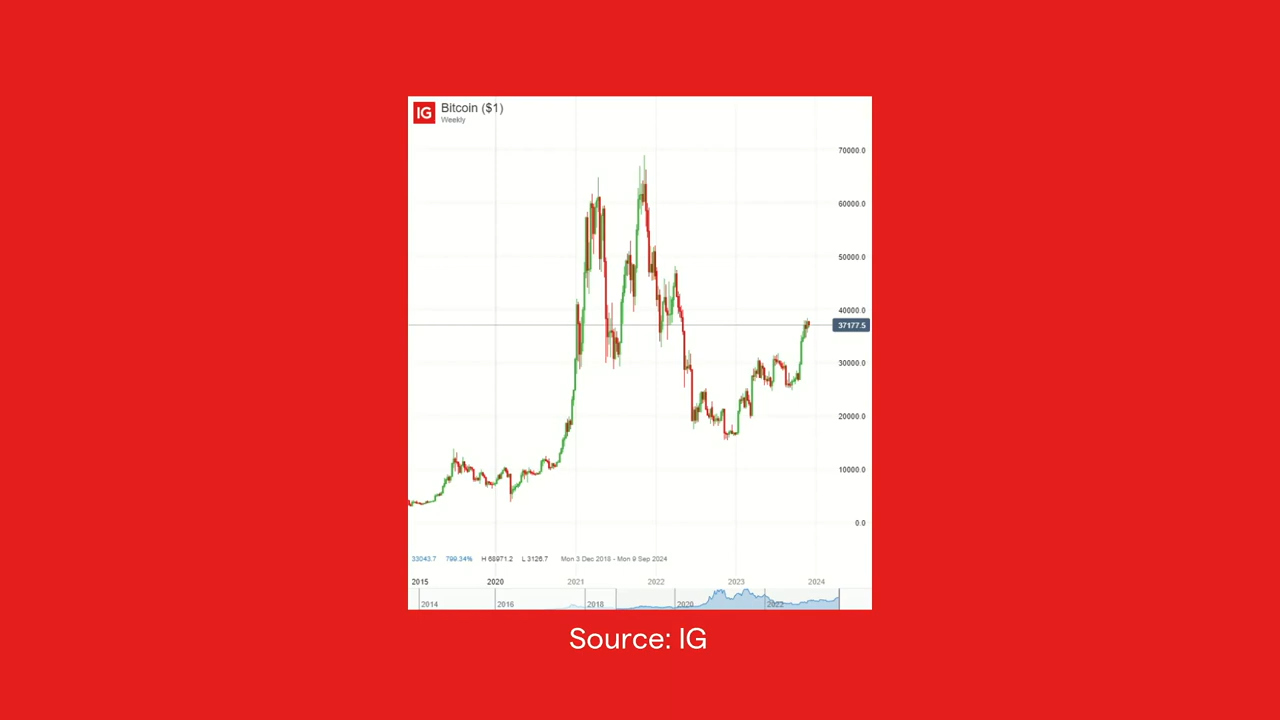 IG
Bitcoin ($1)
Weekly
70000.0
60000.0
50000.0
40000.0
37177.5
30000.0
20000.0
10000.0
0.0
33043.7 799.34% H 68971.2 L 3126.7 Mon 3 Dec 2018 - Mon 9 Sep 2024
2015 2020 2021 2022 2023 2024
2014 2016 2018 2020 2022
Source: IG